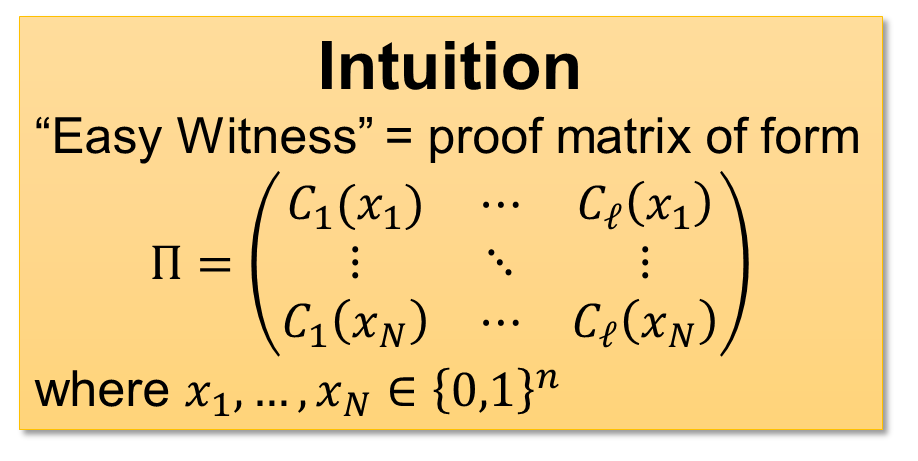 Intuition
“Easy Witness” = proof matrix of form
C₁(x₁) ⋯ C_ℓ(x₁)
Π = ( ⋮ ⋱ ⋮ )
C₁(x_N) ⋯ C_ℓ(x_N)
where x₁, … , x_N ∈ {0,1}ⁿ